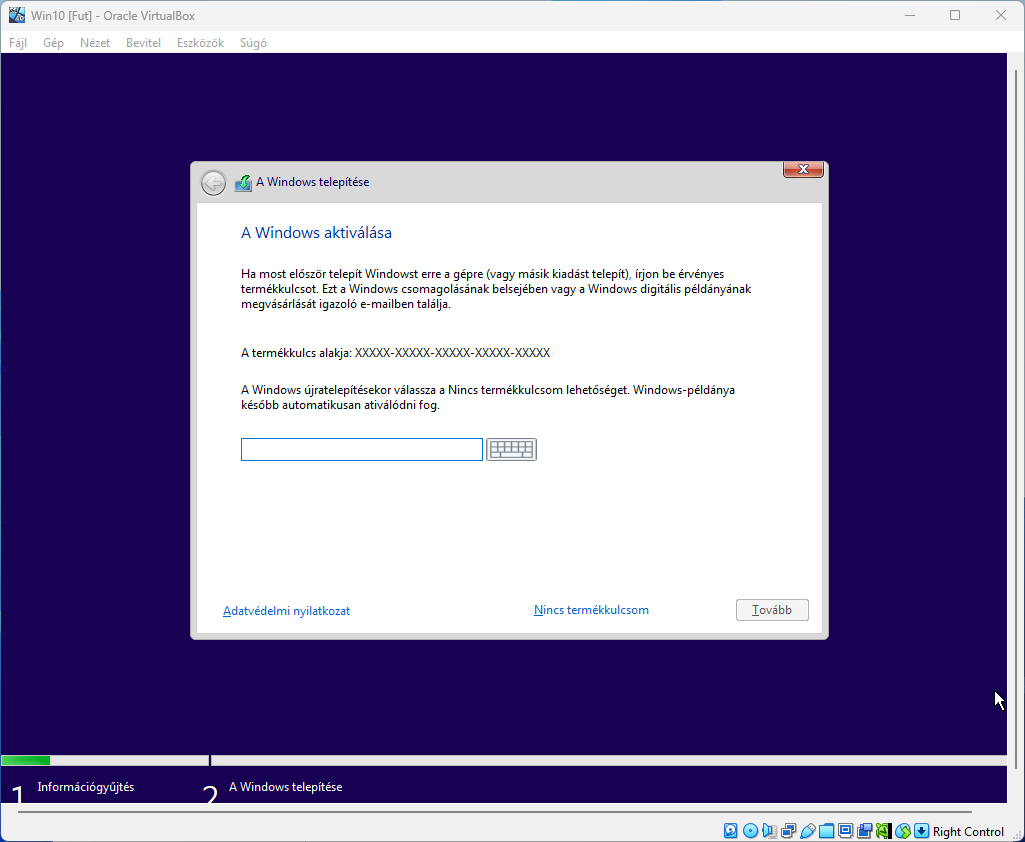 Win10 [Fut] - Oracle VirtualBox
Fájl Gép Nézet Bevitel Eszközök Súgó
A Windows telepítése
A Windows aktiválása
Ha most először telepít Windowst erre a gépre (vagy másik kiadást telepít), írjon be érvényes
termékkulcsot. Ezt a Windows csomagolásának belsejében vagy a Windows digitális példányának
megvásárlását igazoló e-mailben találja.
A termékkulcs alakja: XXXXX-XXXXX-XXXXX-XXXXX-XXXXX
A Windows újratelepítésekor válassza a Nincs termékkulcsom lehetőséget. Windows-példánya
később automatikusan ativálódni fog.
Adatvédelmi nyilatkozat
Nincs termékkulcsom
Tovább
1 Információgyűjtés
2 A Windows telepítése
Right Control